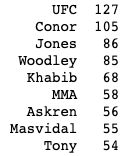 UFC 127
Conor 105
Jones 86
Woodley 85
Khabib 68
MMA 58
Askren 56
Masvidal 55
Tony 54